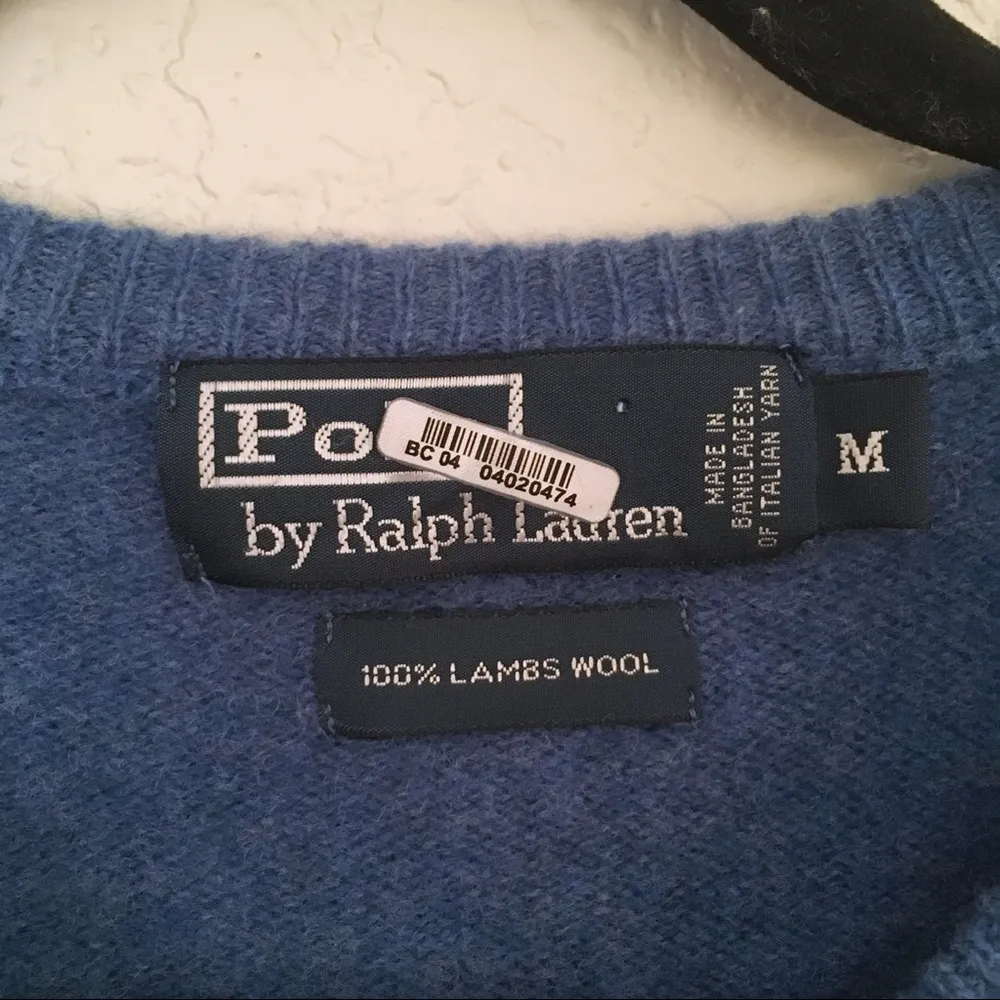 Po
BC 04 04020474
by Ralph Lauren
MADE IN
BANGLADESH
OF ITALIAN YARN
M
100% LAMBS WOOL